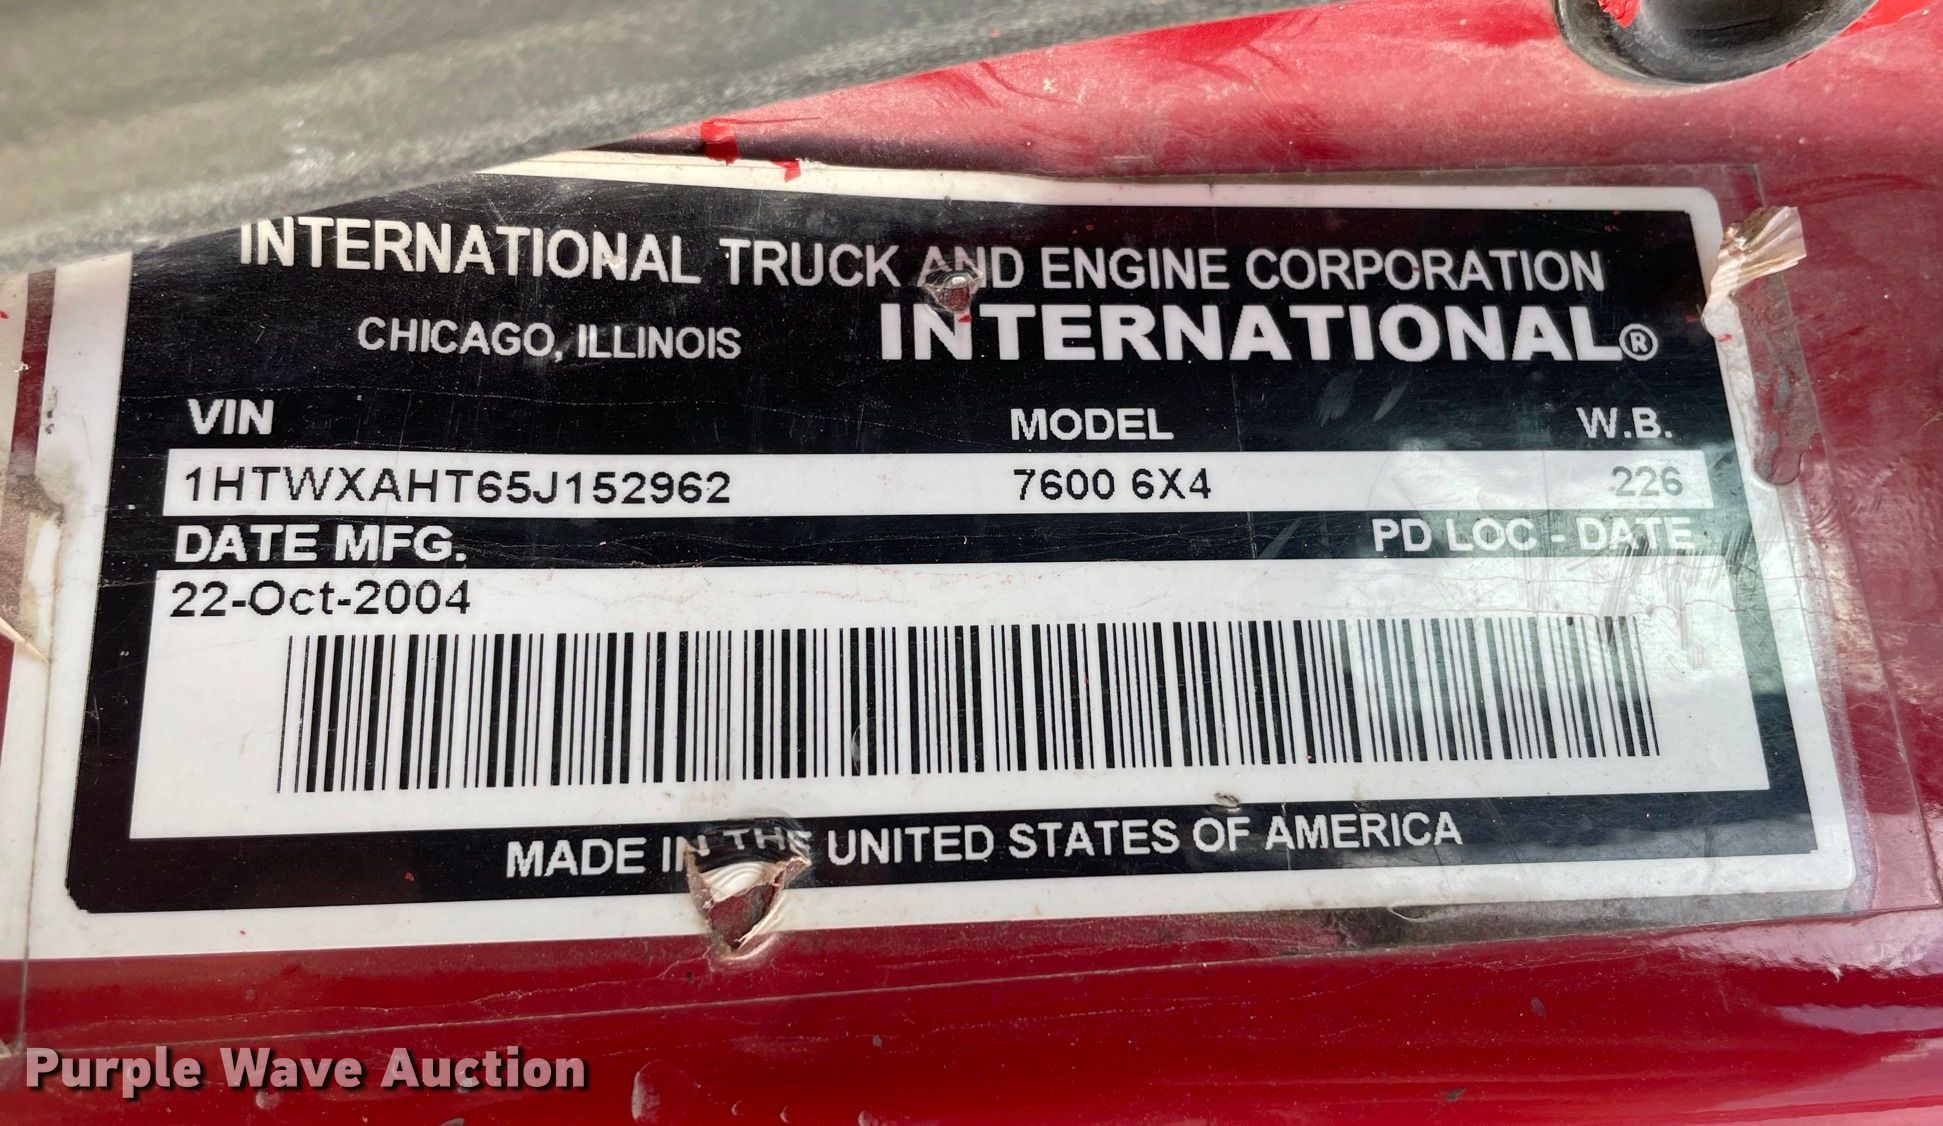 INTERNATIONAL TRUCK AND ENGINE CORPORATION
CHICAGO, ILLINOIS INTERNATIONAL®
VIN MODEL W.B.
1HTWXAHT65J152962 7600 6X4 226
DATE MFG. PD LOC - DATE
22-Oct-2004
MADE IN THE UNITED STATES OF AMERICA
Purple Wave Auction